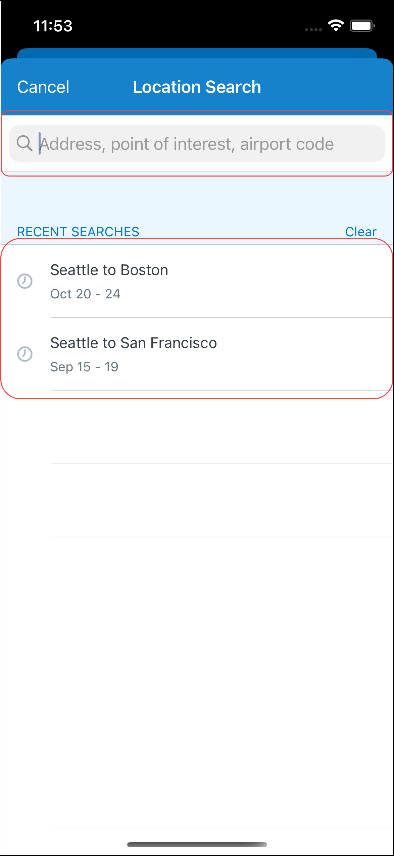 11:53
Cancel
Location Search
Address, point of interest, airport code
RECENT SEARCHES
Clear
Seattle to Boston
Oct 20 - 24
Seattle to San Francisco
Sep 15 - 19